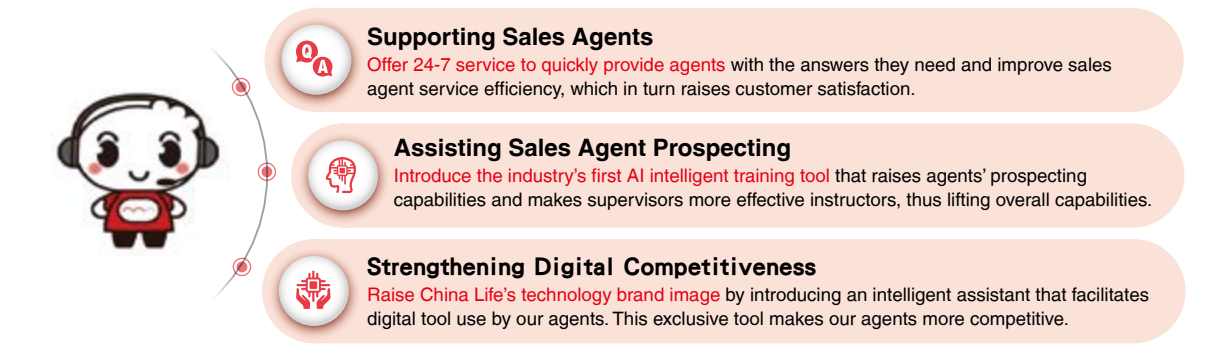 Q
A
Supporting Sales Agents
Offer 24-7 service to quickly provide agents with the answers they need and improve sales
agent service efficiency, which in turn raises customer satisfaction.
Assisting Sales Agent Prospecting
Introduce the industry’s first AI intelligent training tool that raises agents’ prospecting
capabilities and makes supervisors more effective instructors, thus lifting overall capabilities.
Strengthening Digital Competitiveness
Raise China Life’s technology brand image by introducing an intelligent assistant that facilitates
digital tool use by our agents. This exclusive tool makes our agents more competitive.